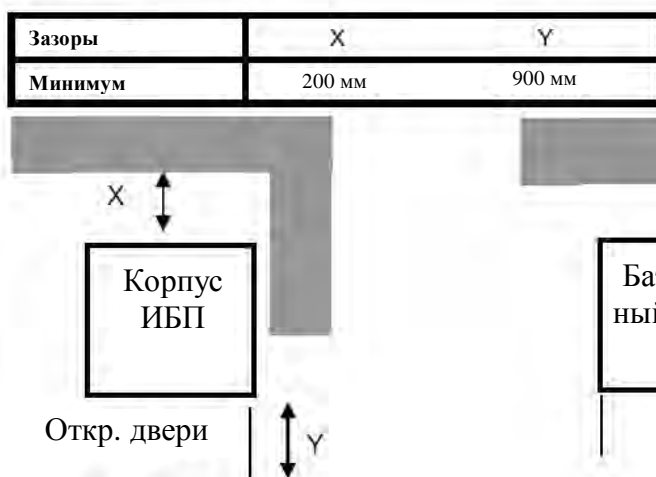 Зазоры X Y
Минимум 200 мм 900 мм
X
Корпус
ИБП
Откр. двери
Y